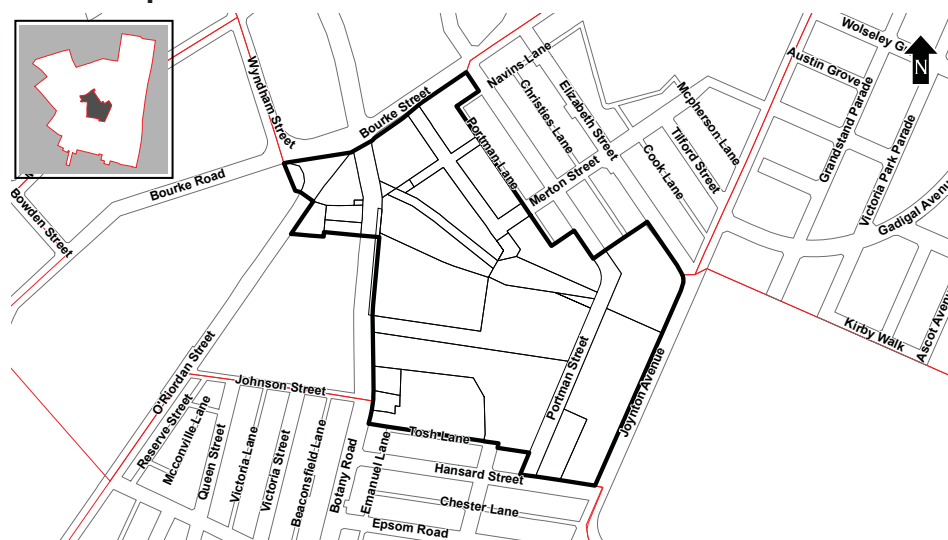 Wolseley
Navins Lane
Austin Grove
N
Wyndham Street
Bourke Street
Christies Lane
Elizabeth Street
Mcpherson Lane
Grandstand Parade
Portman Lane
Tilford Street
Victoria Park Parade
Bourke Road
Merton Street
Cook Lane
Bowden Street
Gadigal Avenu
Kirby Walk
Ascot Avenu
O'Riordan Street
Portman Street
Joynton Avenue
Johnson Street
Reserve Street
Mcconville Lane
Queen Street
Victoria Lane
Victoria Street
Beaconsfield Lane
Botany Road
Emanuel Lane
Tosh Lane
Hansard Street
Chester Lane
Epsom Road